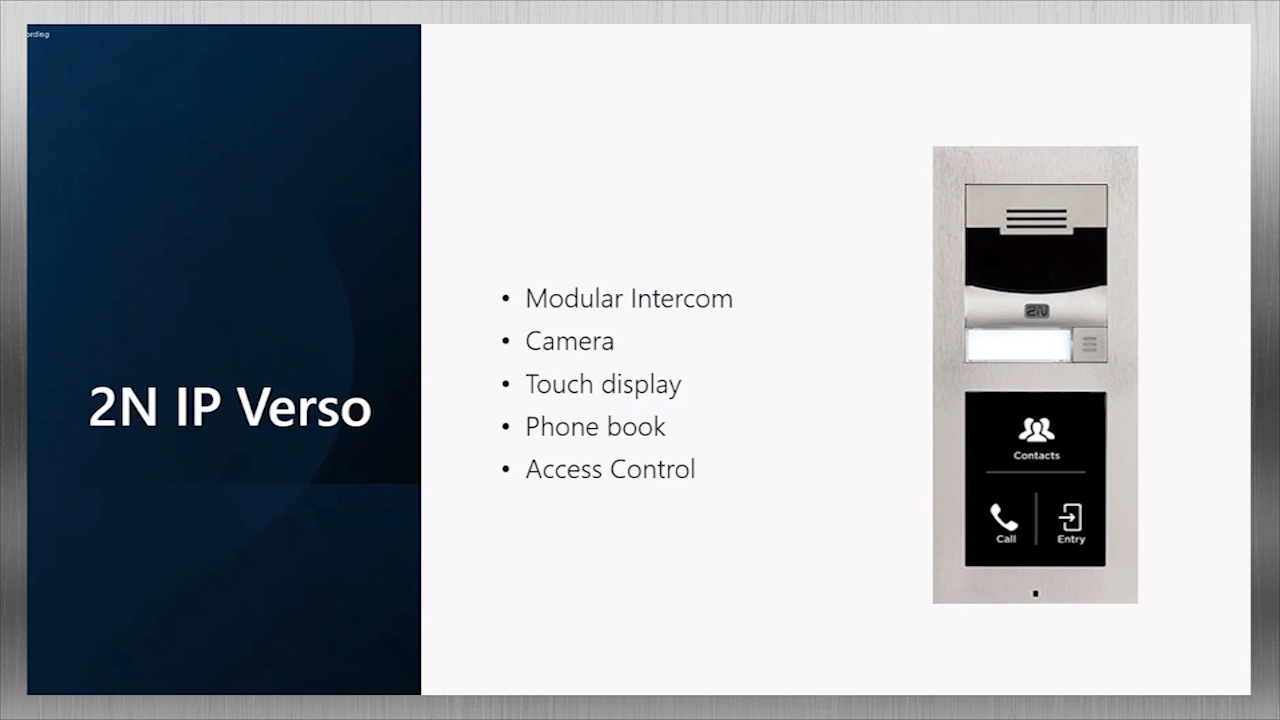 2N IP Verso
• Modular Intercom
• Camera
• Touch display
• Phone book
• Access Control
2N
Contacts
Call
Entry